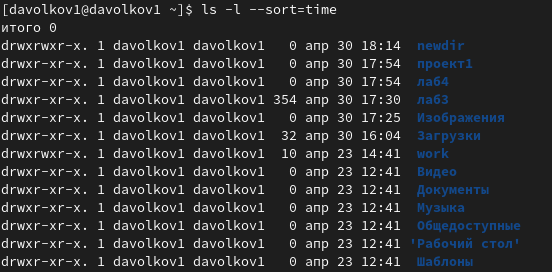 [davolkov1@davolkov1 ~]$ ls -l --sort=time
итого 0
drwxrwxr-x. 1 davolkov1 davolkov1   0 апр 30 18:14  newdir
drwxr-xr-x. 1 davolkov1 davolkov1   0 апр 30 17:54  проект1
drwxr-xr-x. 1 davolkov1 davolkov1   0 апр 30 17:54  лаб4
drwxr-xr-x. 1 davolkov1 davolkov1 354 апр 30 17:30  лаб3
drwxr-xr-x. 1 davolkov1 davolkov1   0 апр 30 17:25  Изображения
drwxr-xr-x. 1 davolkov1 davolkov1  32 апр 30 16:04  Загрузки
drwxrwxr-x. 1 davolkov1 davolkov1  10 апр 23 14:41  work
drwxr-xr-x. 1 davolkov1 davolkov1   0 апр 23 12:41  Видео
drwxr-xr-x. 1 davolkov1 davolkov1   0 апр 23 12:41  Документы
drwxr-xr-x. 1 davolkov1 davolkov1   0 апр 23 12:41  Музыка
drwxr-xr-x. 1 davolkov1 davolkov1   0 апр 23 12:41  Общедоступные
drwxr-xr-x. 1 davolkov1 davolkov1   0 апр 23 12:41 'Рабочий стол'
drwxr-xr-x. 1 davolkov1 davolkov1   0 апр 23 12:41  Шаблоны